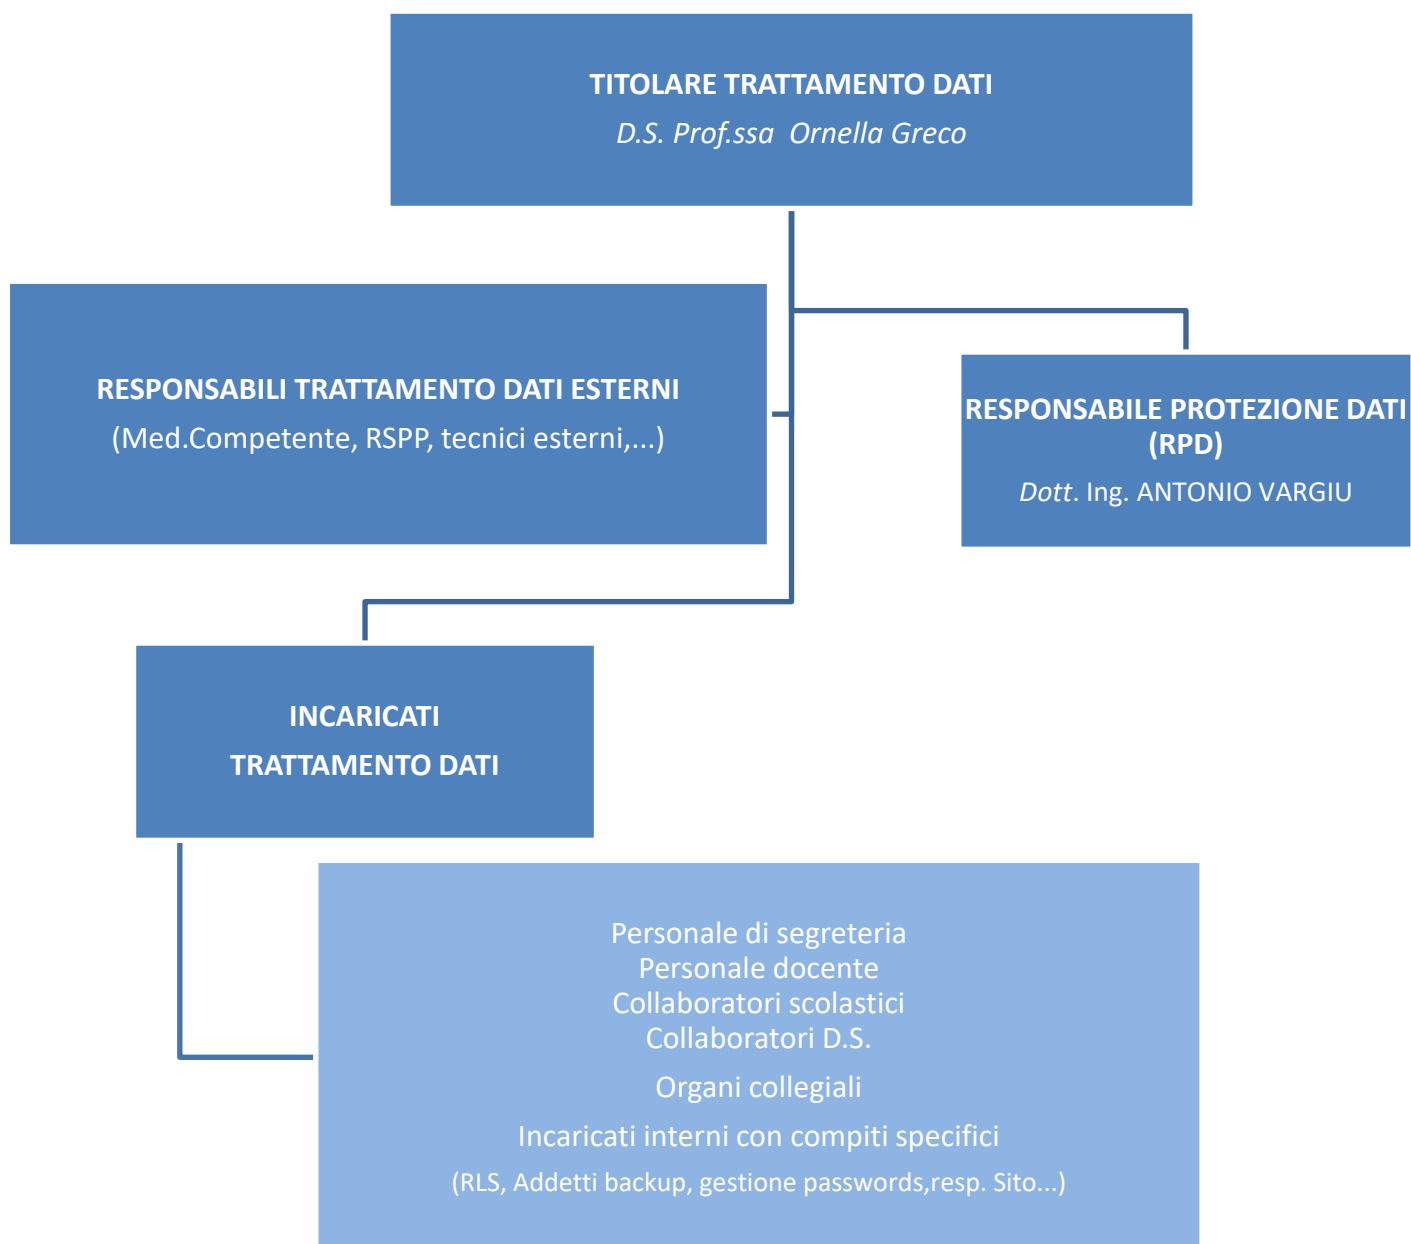 TITOLARE TRATTAMENTO DATI
D.S. Prof.ssa  Ornella Greco
RESPONSABILI TRATTAMENTO DATI ESTERNI
(Med.Competente, RSPP, tecnici esterni,...)
RESPONSABILE PROTEZIONE DATI
(RPD)
Dott. Ing. ANTONIO VARGIU
INCARICATI
TRATTAMENTO DATI
Personale di segreteria
Personale docente
Collaboratori scolastici
Collaboratori D.S.
Organi collegiali
Incaricati interni con compiti specifici
(RLS, Addetti backup, gestione passwords,resp. Sito...)